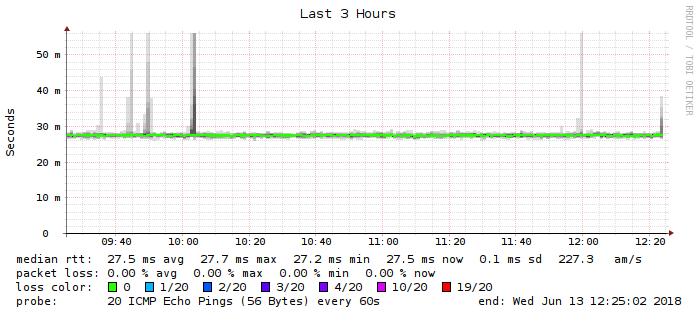 Last 3 Hours
RRDTOOL / TOBI OETIKER
Seconds
50 m
40 m
30 m
20 m
10 m
0
09:40 10:00 10:20 10:40 11:00 11:20 11:40 12:00 12:20
median rtt: 27.5 ms avg 27.7 ms max 27.2 ms min 27.5 ms now 0.1 ms sd 227.3 am/s
packet loss: 0.00 % avg 0.00 % max 0.00 % min 0.00 % now
loss color: 0 1/20 2/20 3/20 4/20 10/20 19/20
probe: 20 ICMP Echo Pings (56 Bytes) every 60s end: Wed Jun 13 12:25:02 2018